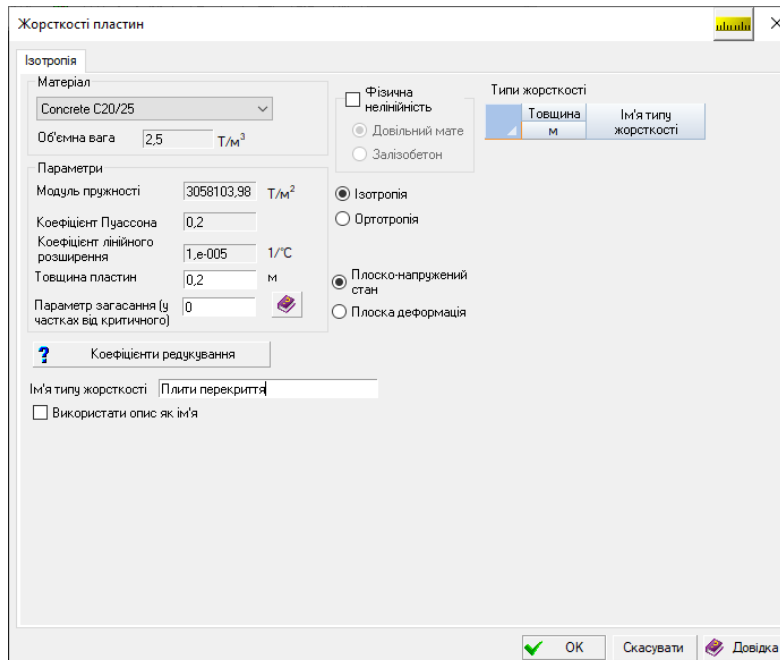 Жорсткості пластин
Ізотропія
Матеріал
Concrete C20/25
Об'ємна вага 2,5 Т/м³
Параметри
Модуль пружності 3058103,98 Т/м²
Коефіцієнт Пуассона 0,2
Коефіцієнт лінійного
розширення 1,e-005 1/°C
Товщина пластин 0,2 м
Параметр загасання (у
частках від критичного) 0
Фізична
нелінійність
Довільний мате
Залізобетон
Ізотропія
Ортотропія
Плоско-напружений
стан
Плоска деформація
Типи жорсткості
Товщина
м
Ім'я типу
жорсткості
? Коефіцієнти редукування
Ім'я типу жорсткості Плити перекриття
Використати опис як ім'я
OK Скасувати Довідка